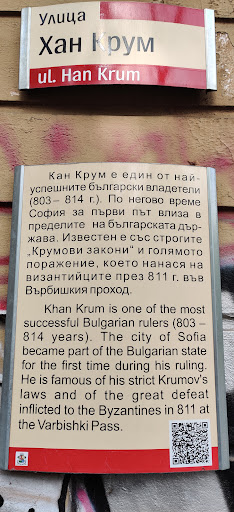 Улица
Хан Крум
ul. Han Krum
Кан Крум е един от най-
успешните български владетели
(803 – 814 г.). По негово време
София за първи път влиза в
пределите на българската дър-
жава. Известен е със строгите
„Крумови закони“ и голямото
поражение, което нанася на
византийците през 811 г. във
Върбишкия проход.
Khan Krum is one of the most
successful Bulgarian rulers (803 –
814 years). The city of Sofia
became part of the Bulgarian state
for the first time during his ruling.
He is famous of his strict Krumov's
laws and of the great defeat
inflicted to the Byzantines in 811 at
the Varbishki Pass.